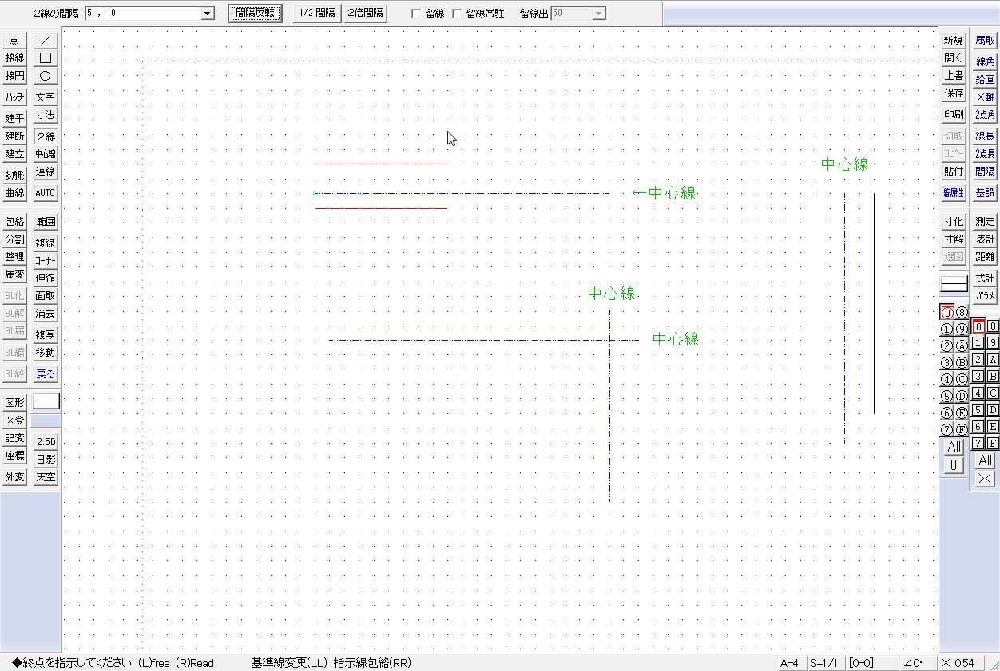 2線の間隔 5 , 10 間隔反転 1/2 間隔 2倍間隔 留線 留線常駐 留線出 50
点 ／
接線 □
接円 ○
ハッチ 文字
建平 寸法
建断 2線
建立 中心線
多角形 連線
曲線 AUTO
包絡 範囲
分割 複線
整理 コーナー
属変 伸縮
BL化 面取
BL解 消去
BL属 複写
BL編 移動
BL終 戻る
図形
図登
記変 2.5D
座標 日影
外変 天空
中心線
←中心線
中心線
中心線
新規 属取
開く 線角
上書 鉛直
保存 X軸
印刷 2点角
切取 線長
コピー 2点長
貼付 間隔
線属性 基設
寸化 測定
寸解 表計
選図 距離
式計
パラメ
0 8 0 8
1 9 1 9
2 A 2 A
3 B 3 B
4 C 4 C
5 D 5 D
6 E 6 E
7 F 7 F
All All
0 ><
◆終点を指示してください (L)free (R)Read 基準線変更(LL) 指示線包絡(RR) A-4 S=1/1 [0-0] ∠0° × 0.54